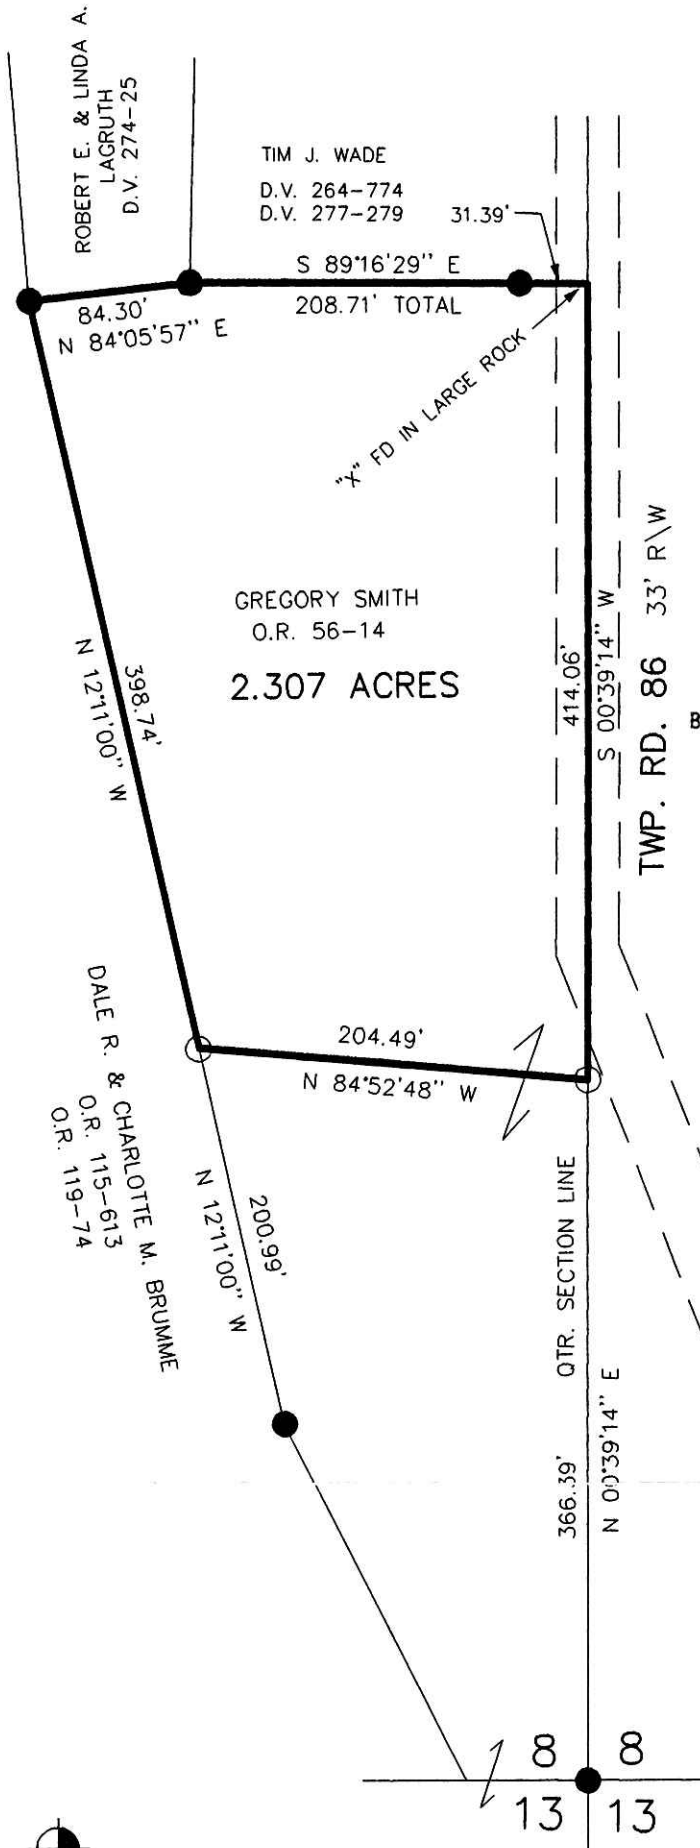 ROBERT E. & LINDA A.
LAGRUTH
D.V. 274-25
TIM J. WADE
D.V. 264-774
D.V. 277-279
31.39'
S 89°16'29" E
208.71' TOTAL
84.30'
N 84°05'57" E
"X" FD IN LARGE ROCK
GREGORY SMITH
O.R. 56-14
2.307 ACRES
398.74'
N 12°11'00" W
414.06'
S 00°39'14" W
TWP. RD. 86 33' R\W
B
204.49'
N 84°52'48" W
DALE R. & CHARLOTTE M. BRUMME
O.R. 115-613
O.R. 119-74
200.99'
N 12°11'00" W
QTR. SECTION LINE
366.39'
N 00°39'14" E
8 8
13 13